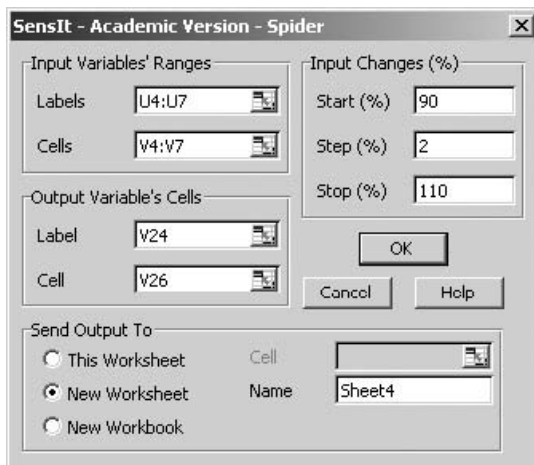 SensIt - Academic Version - Spider
Input Variables' Ranges
Labels U4:U7
Cells V4:V7
Input Changes (%)
Start (%) 90
Step (%) 2
Stop (%) 110
Output Variable's Cells
Label V24
Cell V26
OK
Cancel Help
Send Output To
This Worksheet Cell
New Worksheet Name Sheet4
New Workbook